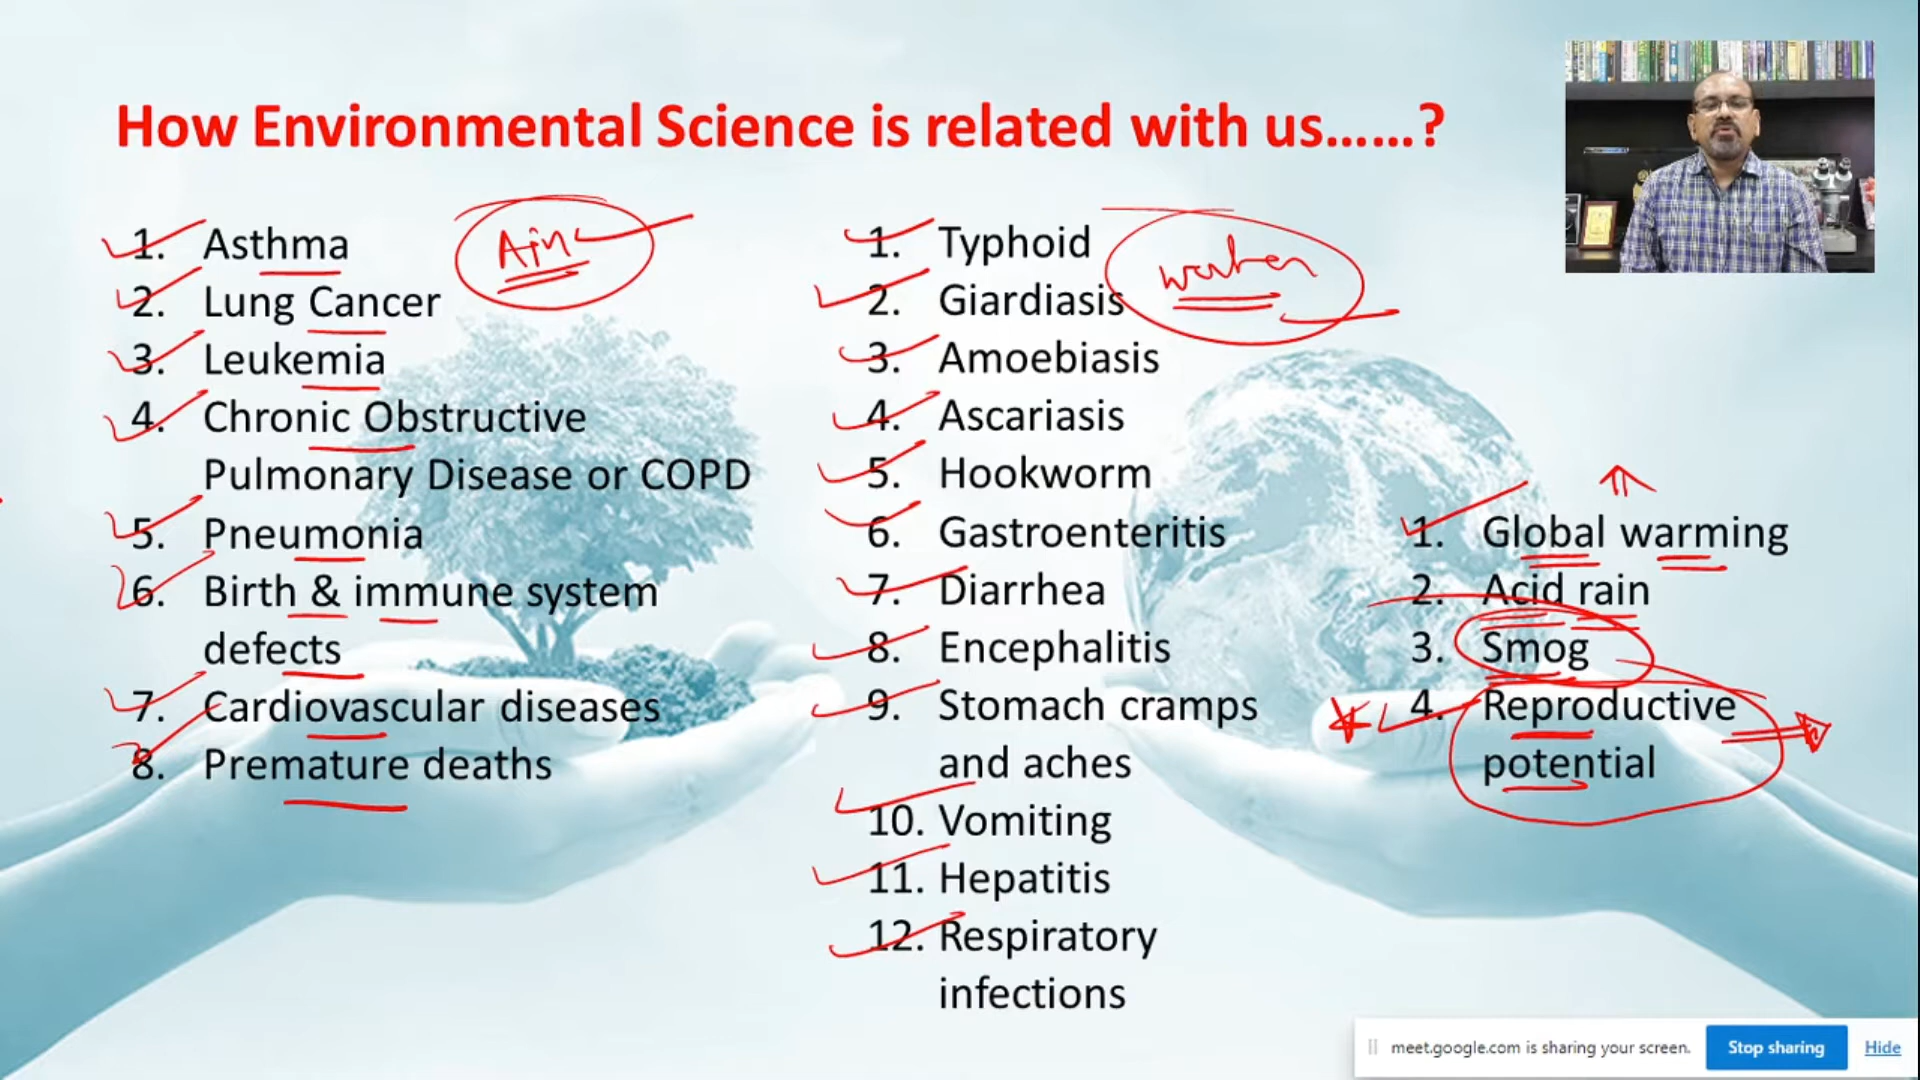 How Environmental Science is related with us……?
1. Asthma
2. Lung Cancer
3. Leukemia
4. Chronic Obstructive
Pulmonary Disease or COPD
5. Pneumonia
6. Birth & immune system
defects
7. Cardiovascular diseases
8. Premature deaths
Air
1. Typhoid
2. Giardiasis
3. Amoebiasis
4. Ascariasis
5. Hookworm
6. Gastroenteritis
7. Diarrhea
8. Encephalitis
9. Stomach cramps
and aches
10. Vomiting
11. Hepatitis
12. Respiratory
infections
water
1. Global warming
2. Acid rain
3. Smog
4. Reproductive
potential
meet.google.com is sharing your screen.
Stop sharing
Hide